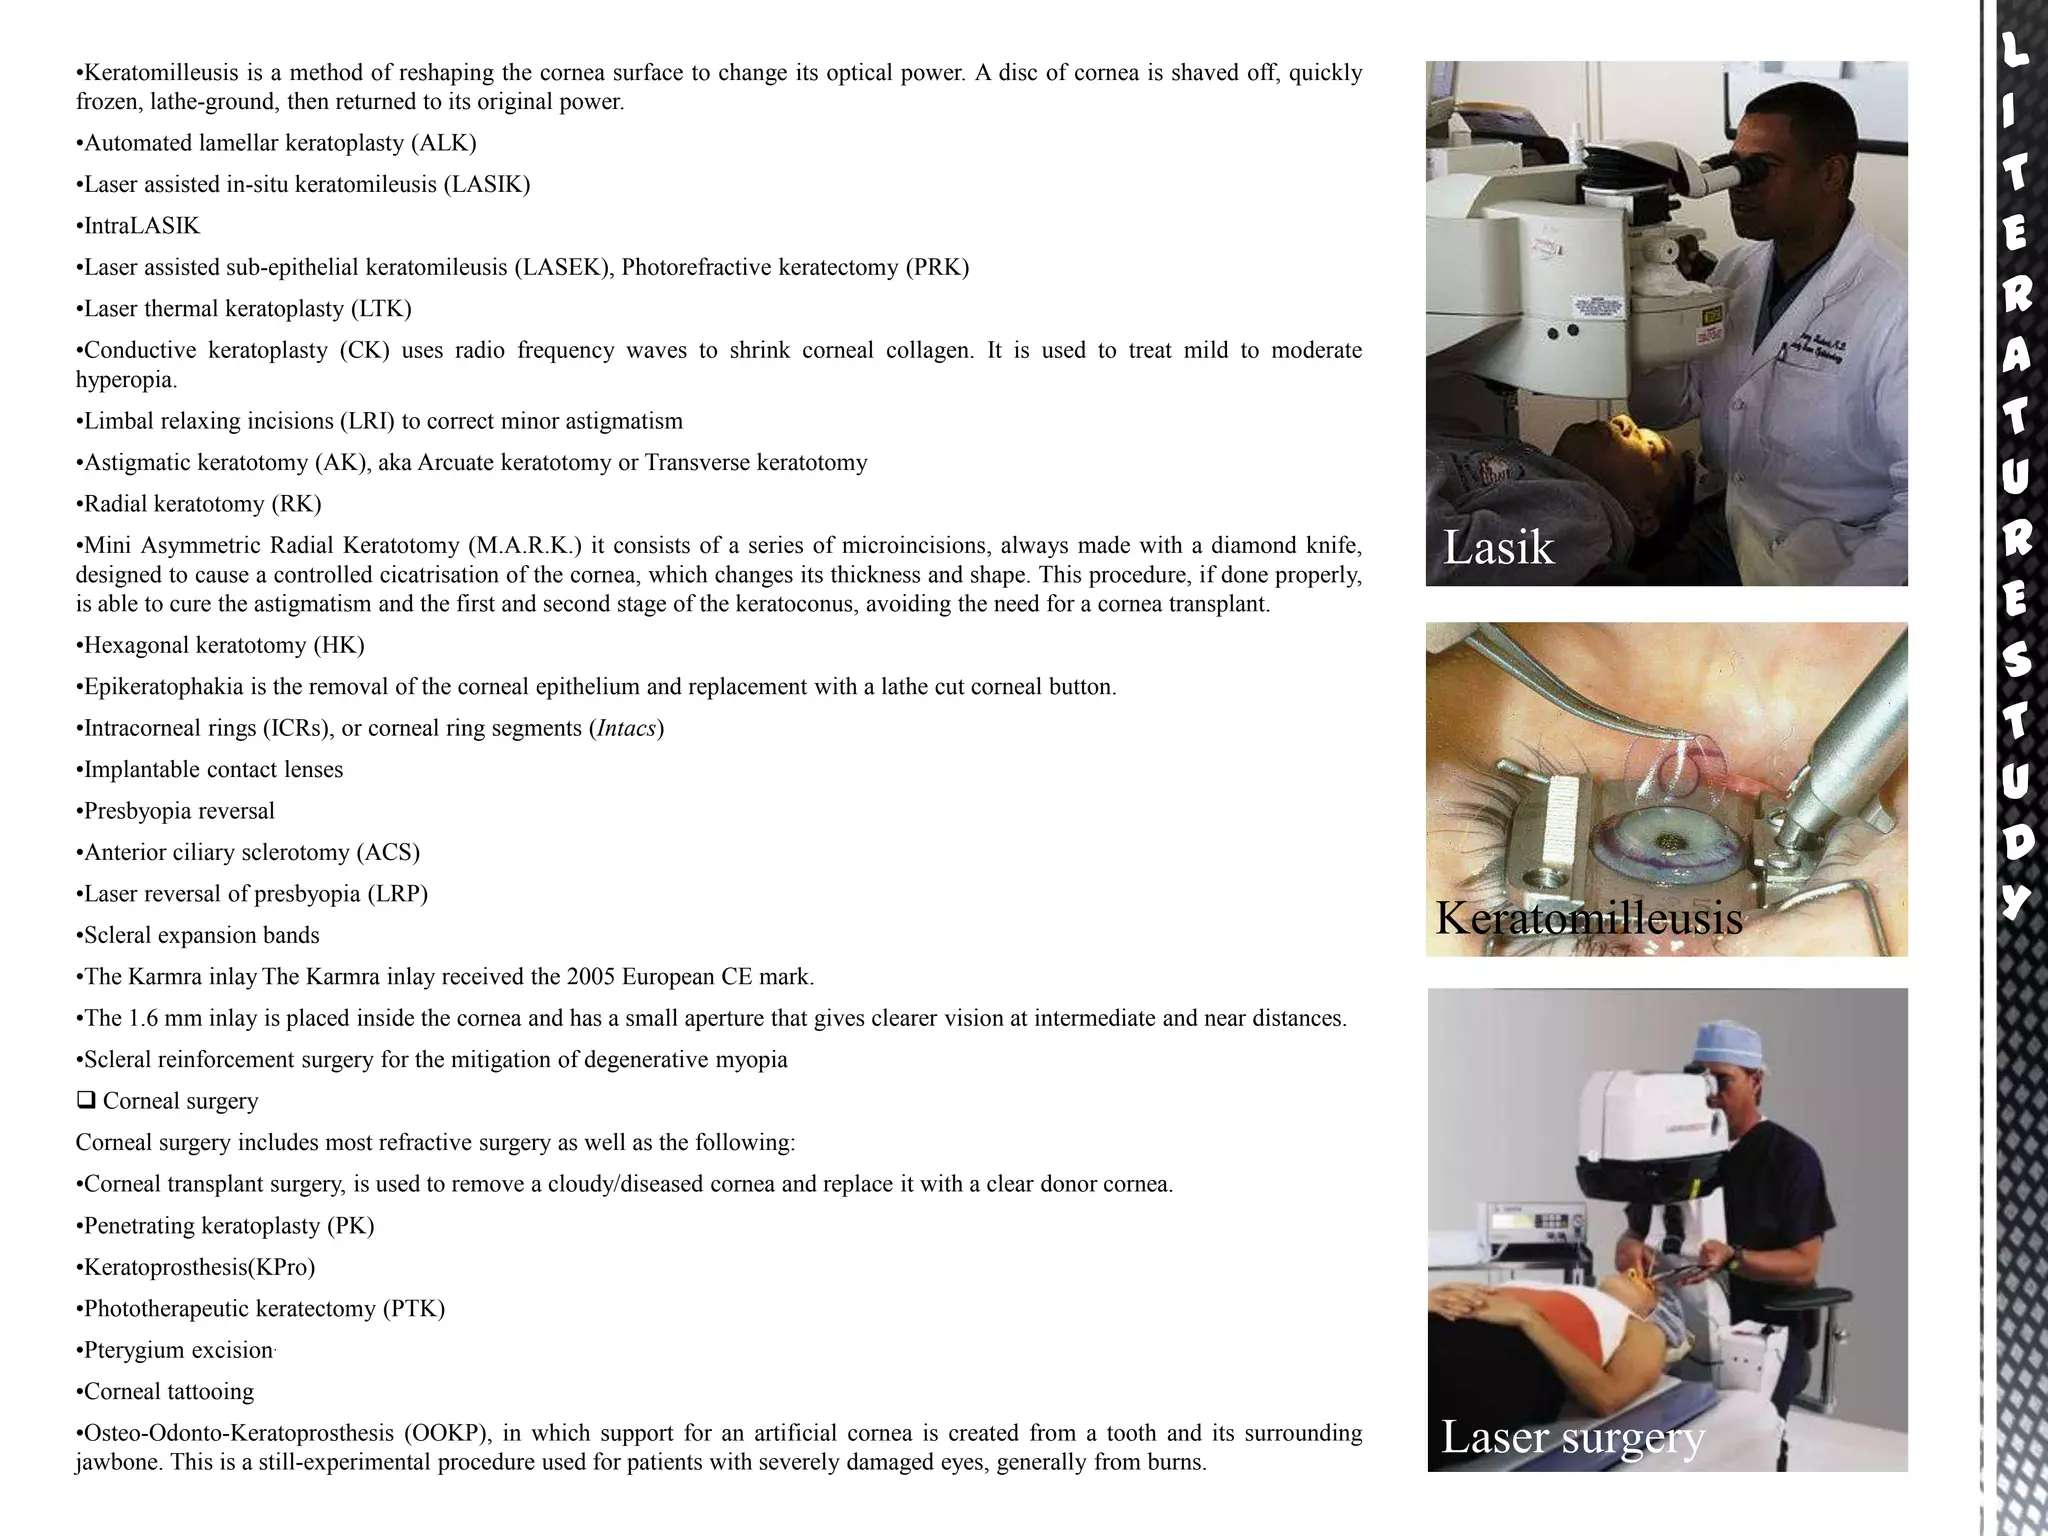 •Keratomilleusis is a method of reshaping the cornea surface to change its optical power. A disc of cornea is shaved off, quickly
frozen, lathe-ground, then returned to its original power.
•Automated lamellar keratoplasty (ALK)
•Laser assisted in-situ keratomileusis (LASIK)
•IntraLASIK
•Laser assisted sub-epithelial keratomileusis (LASEK), Photorefractive keratectomy (PRK)
•Laser thermal keratoplasty (LTK)
•Conductive keratoplasty (CK) uses radio frequency waves to shrink corneal collagen. It is used to treat mild to moderate
hyperopia.
•Limbal relaxing incisions (LRI) to correct minor astigmatism
•Astigmatic keratotomy (AK), aka Arcuate keratotomy or Transverse keratotomy
•Radial keratotomy (RK)
•Mini Asymmetric Radial Keratotomy (M.A.R.K.) it consists of a series of microincisions, always made with a diamond knife,
designed to cause a controlled cicatrisation of the cornea, which changes its thickness and shape. This procedure, if done properly,
is able to cure the astigmatism and the first and second stage of the keratoconus, avoiding the need for a cornea transplant.
•Hexagonal keratotomy (HK)
•Epikeratophakia is the removal of the corneal epithelium and replacement with a lathe cut corneal button.
•Intracorneal rings (ICRs), or corneal ring segments (Intacs)
•Implantable contact lenses
•Presbyopia reversal
•Anterior ciliary sclerotomy (ACS)
•Laser reversal of presbyopia (LRP)
•Scleral expansion bands
•The Karmra inlay The Karmra inlay received the 2005 European CE mark.
•The 1.6 mm inlay is placed inside the cornea and has a small aperture that gives clearer vision at intermediate and near distances.
•Scleral reinforcement surgery for the mitigation of degenerative myopia
❑ Corneal surgery
Corneal surgery includes most refractive surgery as well as the following:
•Corneal transplant surgery, is used to remove a cloudy/diseased cornea and replace it with a clear donor cornea.
•Penetrating keratoplasty (PK)
•Keratoprosthesis(KPro)
•Phototherapeutic keratectomy (PTK)
•Pterygium excision.
•Corneal tattooing
•Osteo-Odonto-Keratoprosthesis (OOKP), in which support for an artificial cornea is created from a tooth and its surrounding
jawbone. This is a still-experimental procedure used for patients with severely damaged eyes, generally from burns.
Lasik
Keratomilleusis
Laser surgery
L
I
T
E
R
A
T
U
R
E
S
T
U
D
Y